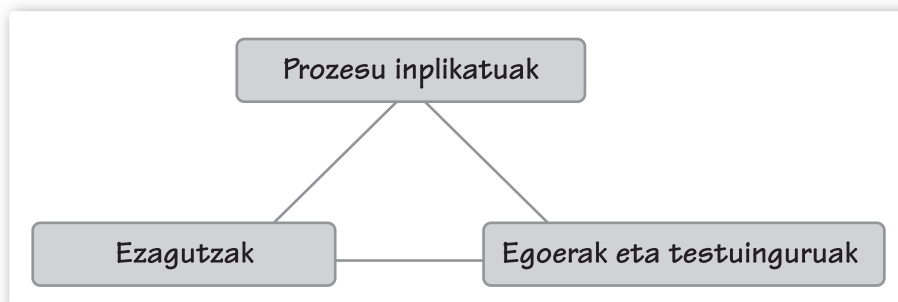 Prozesu inplikatuak
Ezagutzak
Egoerak eta testuinguruak